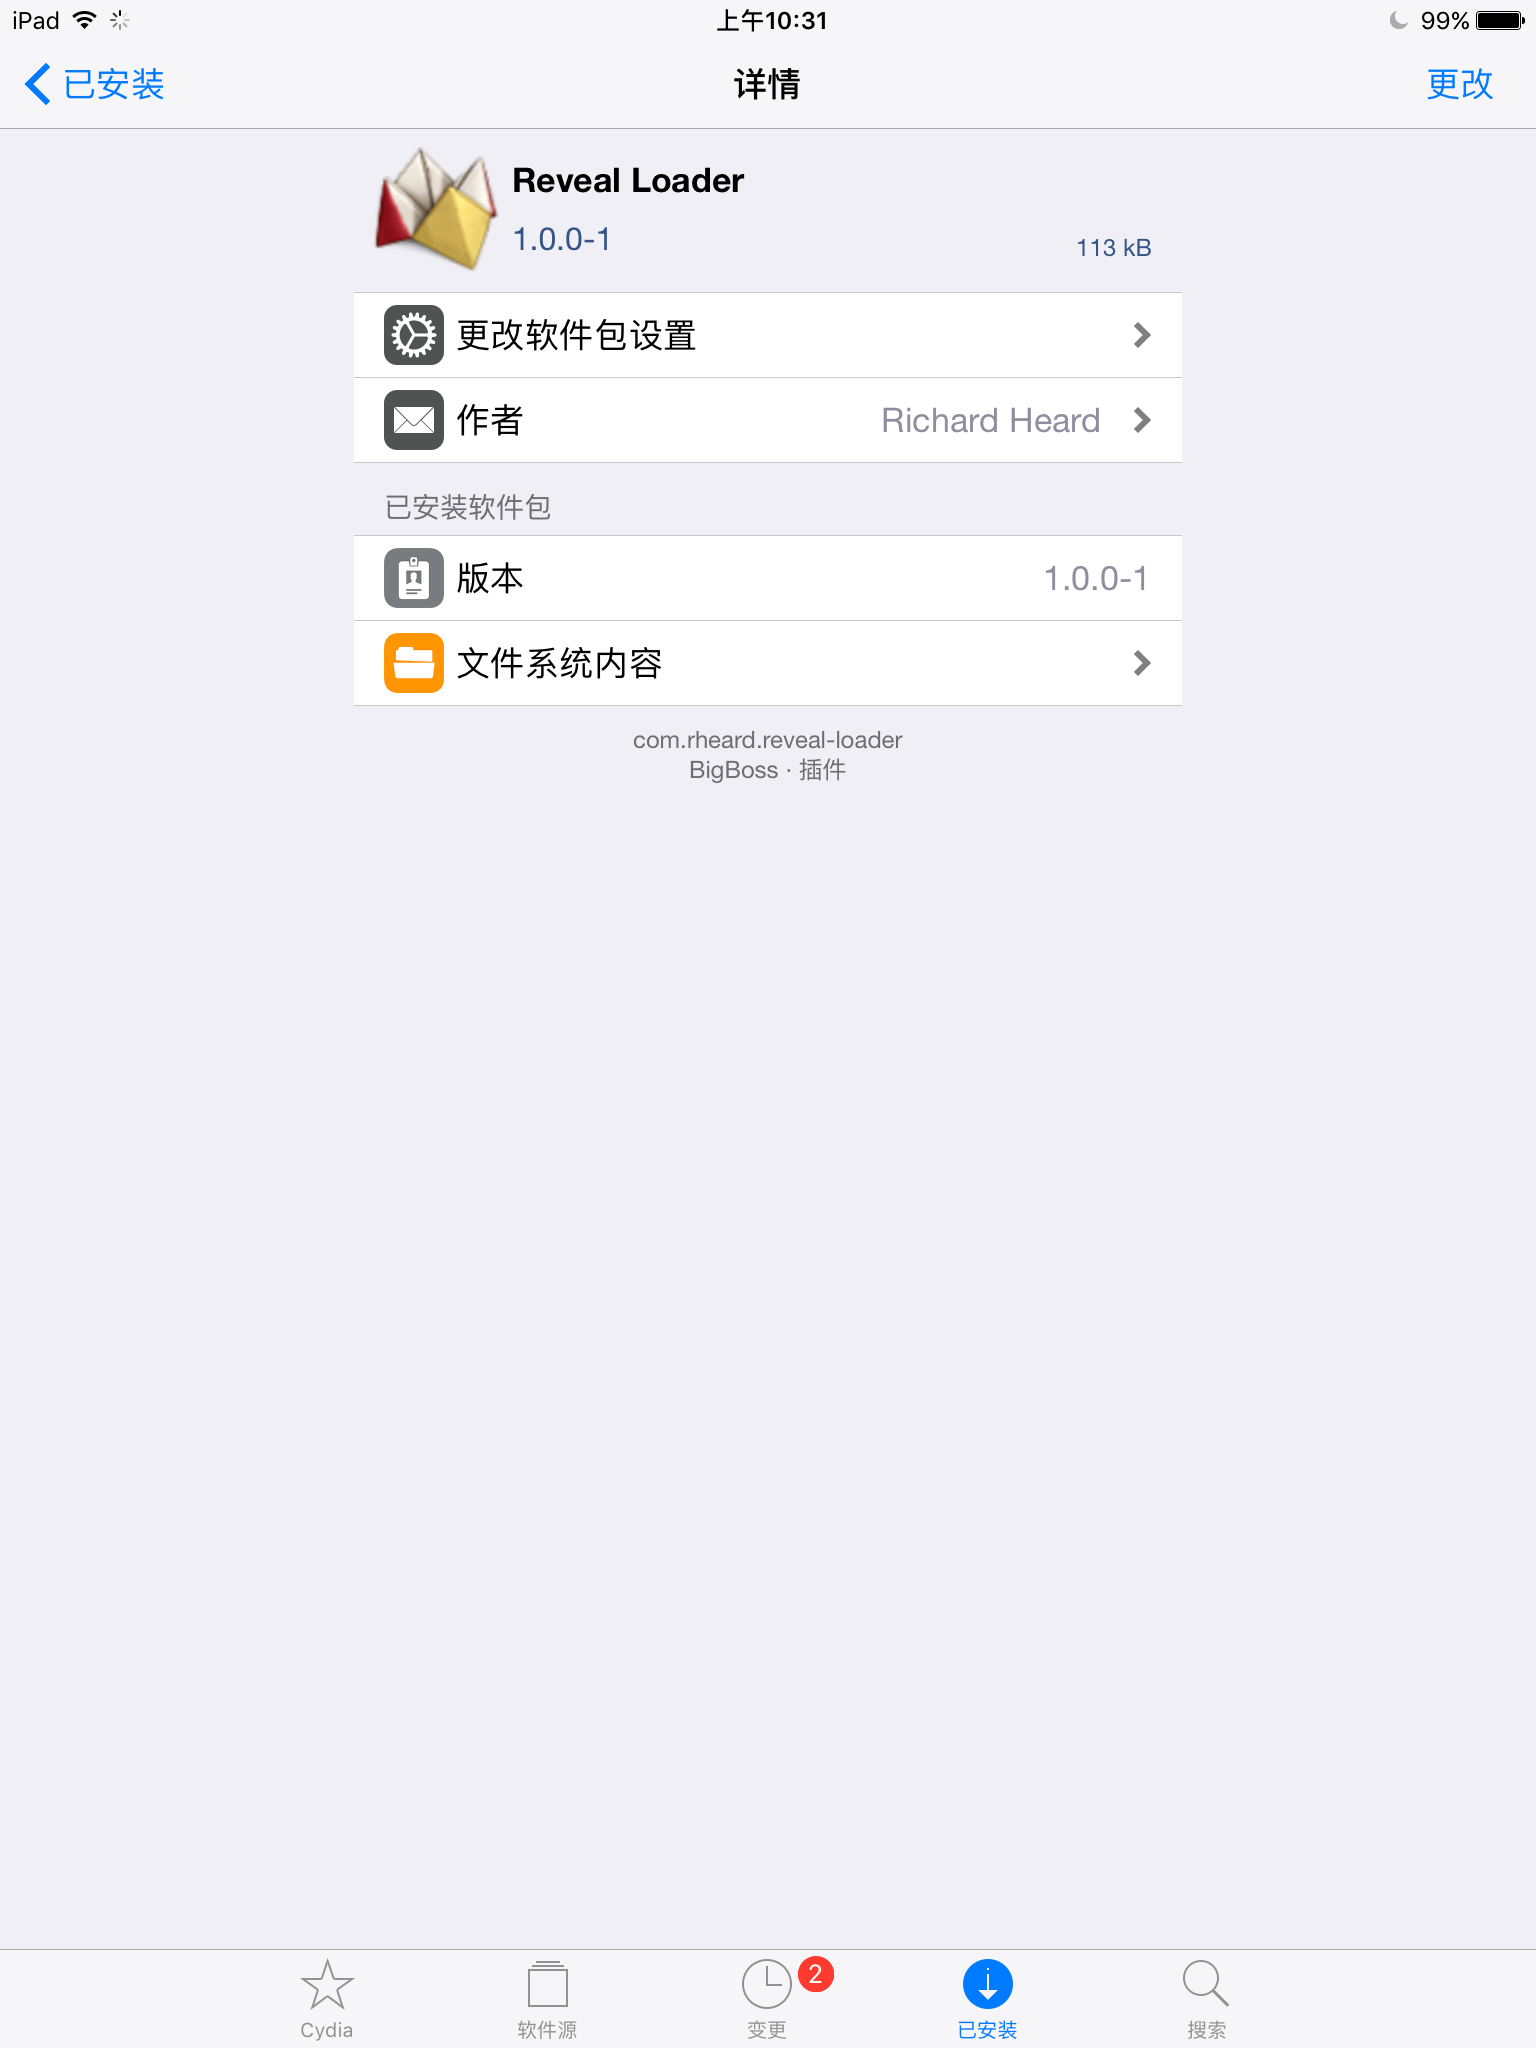 iPad 上午10:31 99%
已安装 详情 更改
Reveal Loader
1.0.0-1 113 kB
更改软件包设置
作者 Richard Heard
已安装软件包
版本 1.0.0-1
文件系统内容
com.rheard.reveal-loader
BigBoss · 插件
2
Cydia 软件源 变更 已安装 搜索